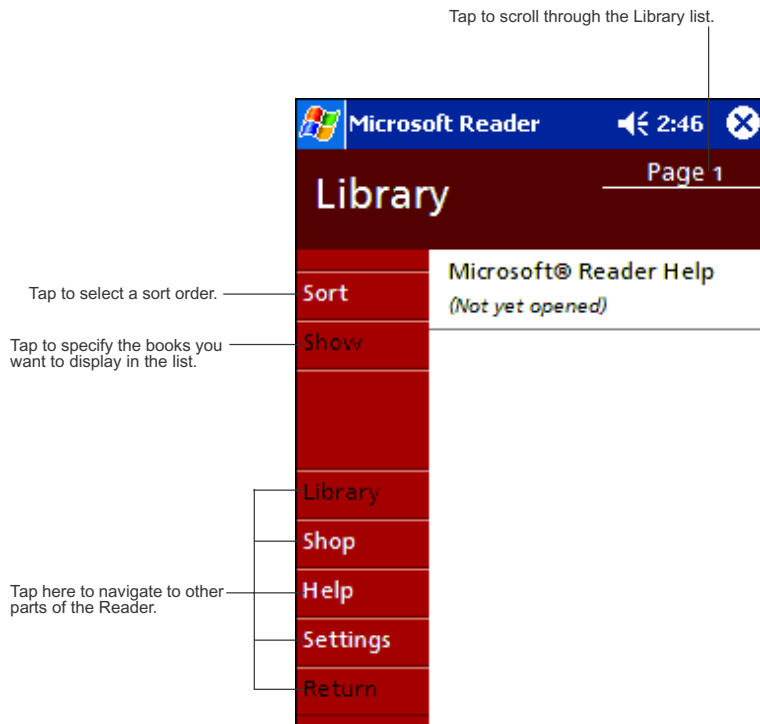 Tap to scroll through the Library list.
Microsoft Reader 2:46
Library
Page 1
Microsoft® Reader Help
(Not yet opened)
Tap to select a sort order.
Sort
Tap to specify the books you
want to display in the list.
Show
Library
Shop
Tap here to navigate to other
parts of the Reader.
Help
Settings
Return